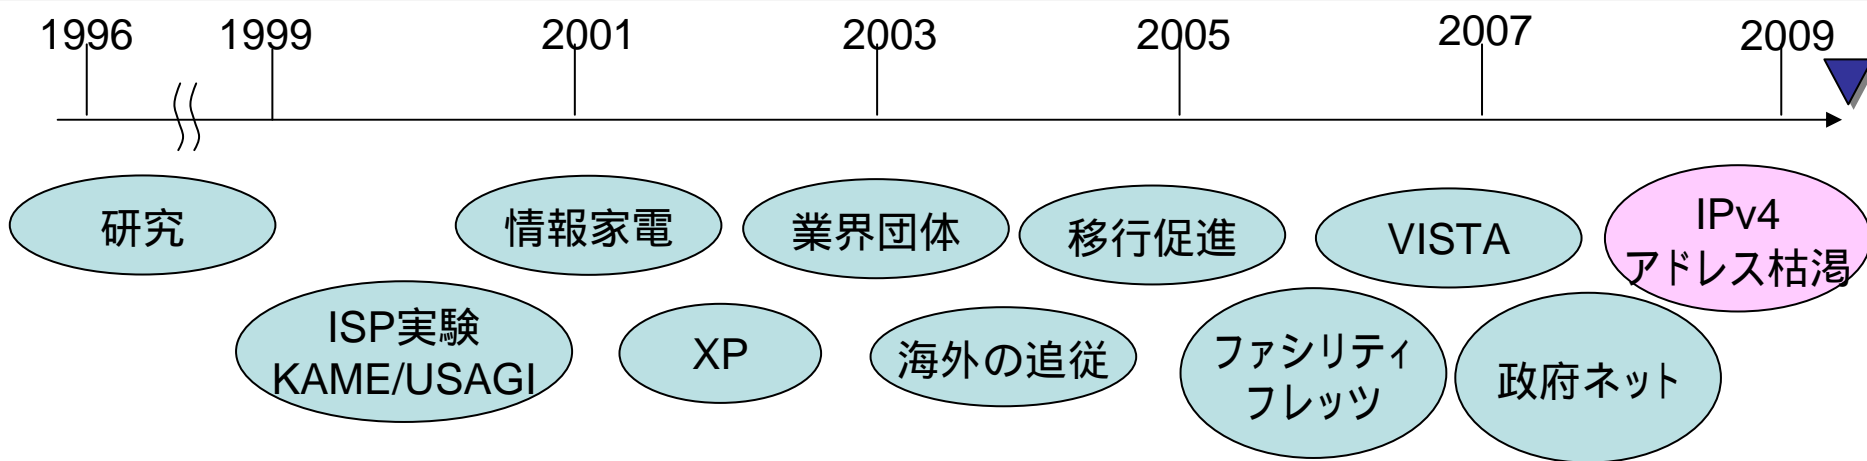 1996
1999
2001
2003
2005
2007
2009
研究
情報家電
業界団体
移行促進
VISTA
IPv4
アドレス枯渇
ISP実験
KAME/USAGI
XP
海外の追従
ファシリティ
フレッツ
政府ネット